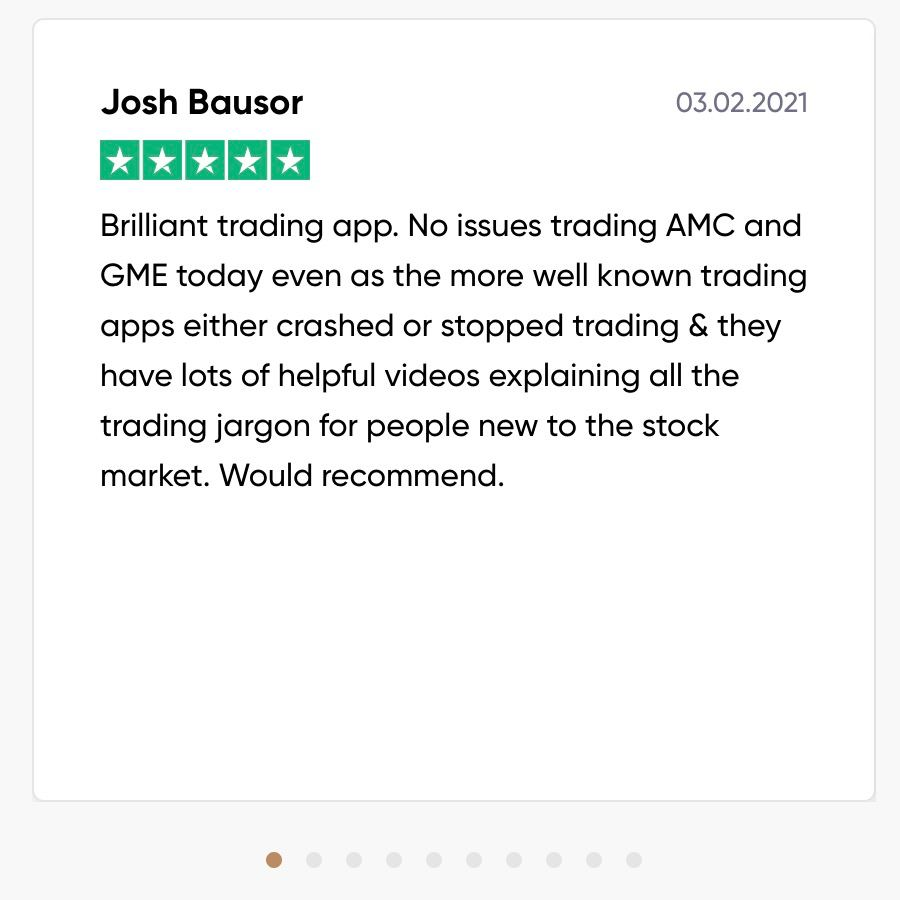 Josh Bausor
03.02.2021
Brilliant trading app. No issues trading AMC and
GME today even as the more well known trading
apps either crashed or stopped trading & they
have lots of helpful videos explaining all the
trading jargon for people new to the stock
market. Would recommend.